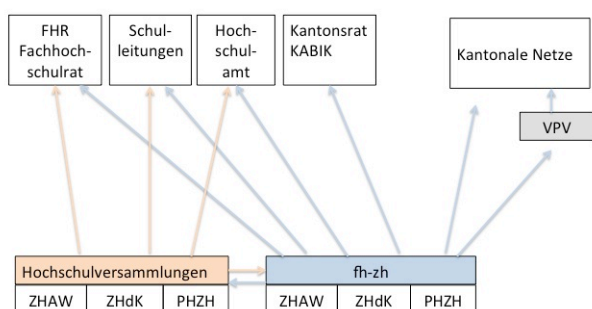 FHR
Fachhoch-
schulrat
Schul-
leitungen
Hoch-
schul-
amt
Kantonsrat
KABIK
Kantonale Netze
VPV
Hochschulversammlungen
ZHAW
ZHdK
PHZH
fh-zh
ZHAW
ZHdK
PHZH